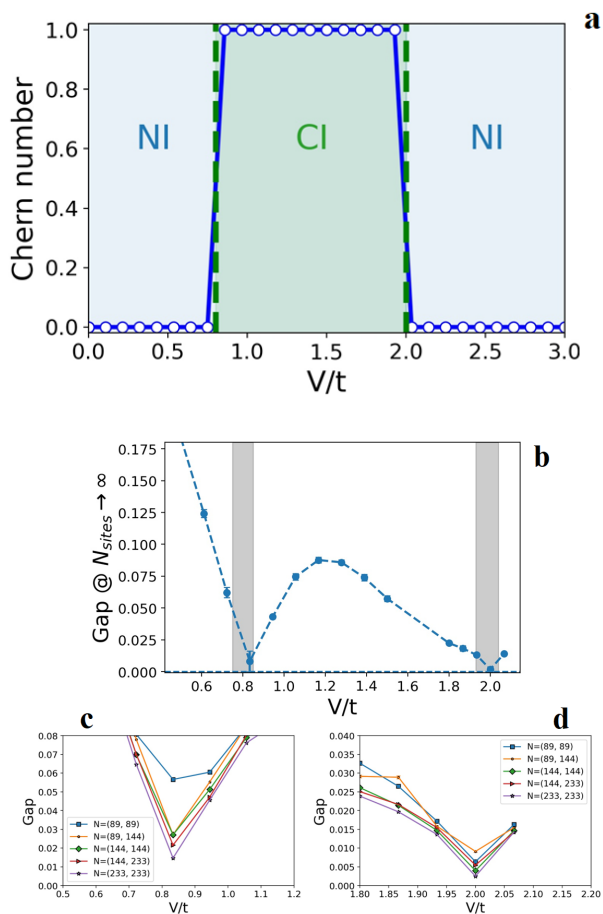 a
1.0
0.8
0.6
0.4
0.2
0.0
Chern number
NI
CI
NI
0.0
0.5
1.0
1.5
2.0
2.5
3.0
V/t
b
0.175
0.150
0.125
0.100
0.075
0.050
0.025
0.000
Gap @ N_sites → ∞
0.6
0.8
1.0
1.2
1.4
1.6
1.8
2.0
V/t
c
0.08
0.07
0.06
0.05
0.04
0.03
0.02
0.01
0.00
Gap
N=(89, 89)
N=(89, 144)
N=(144, 144)
N=(144, 233)
N=(233, 233)
0.5
0.6
0.7
0.8
0.9
1.0
1.1
1.2
V/t
d
0.040
0.035
0.030
0.025
0.020
0.015
0.010
0.005
0.000
Gap
N=(89, 89)
N=(89, 144)
N=(144, 144)
N=(144, 233)
N=(233, 233)
1.80
1.85
1.90
1.95
2.00
2.05
2.10
2.15
2.20
V/t